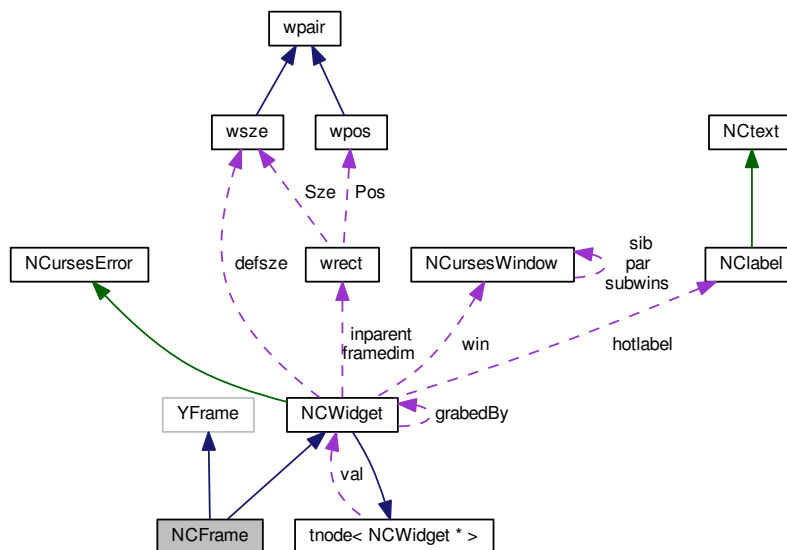 wpair
wsze
wpos
NCtext
Sze
Pos
NCursesError
defsze
wrect
NCursesWindow
sib
par
subwins
NClabel
inparent
framedim
win
hotlabel
YFrame
NCWidget
grabedBy
val
NCFrame
tnode< NCWidget * >